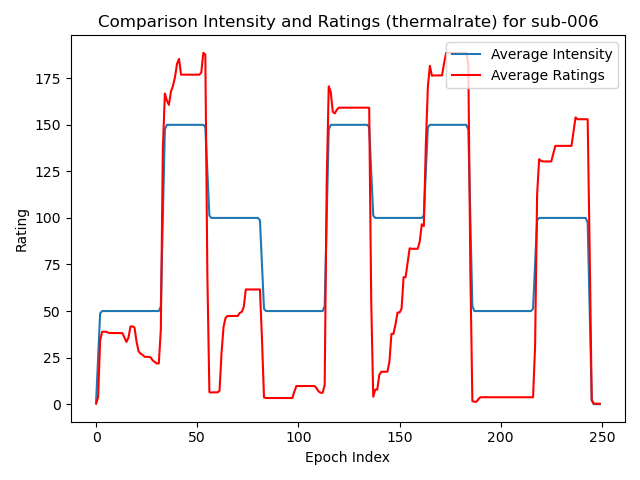 Comparison Intensity and Ratings (thermalrate) for sub-006
Average Intensity
Average Ratings
Rating
175
150
125
100
75
50
25
0
0 50 100 150 200 250
Epoch Index